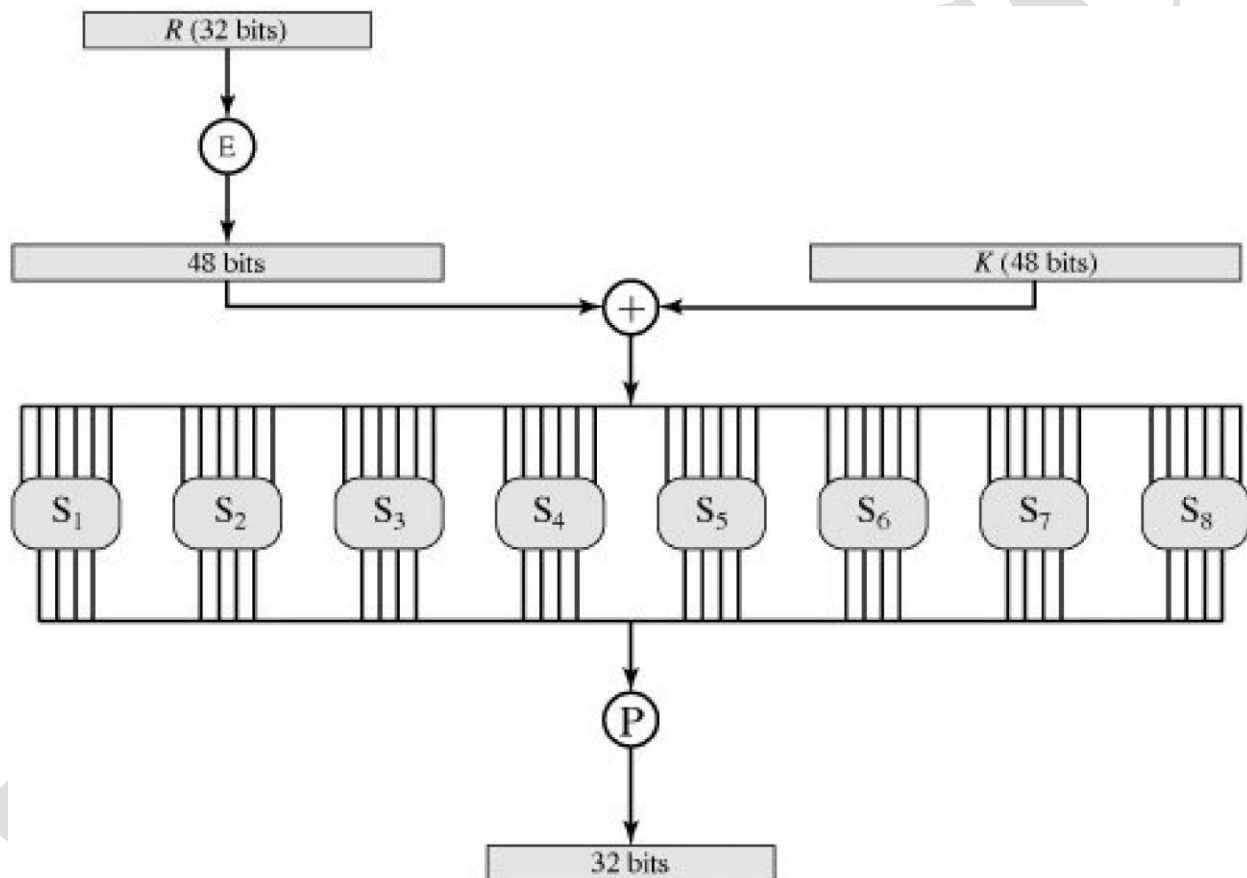 R (32 bits)
E
48 bits
K (48 bits)
+
S₁ S₂ S₃ S₄ S₅ S₆ S₇ S₈
P
32 bits